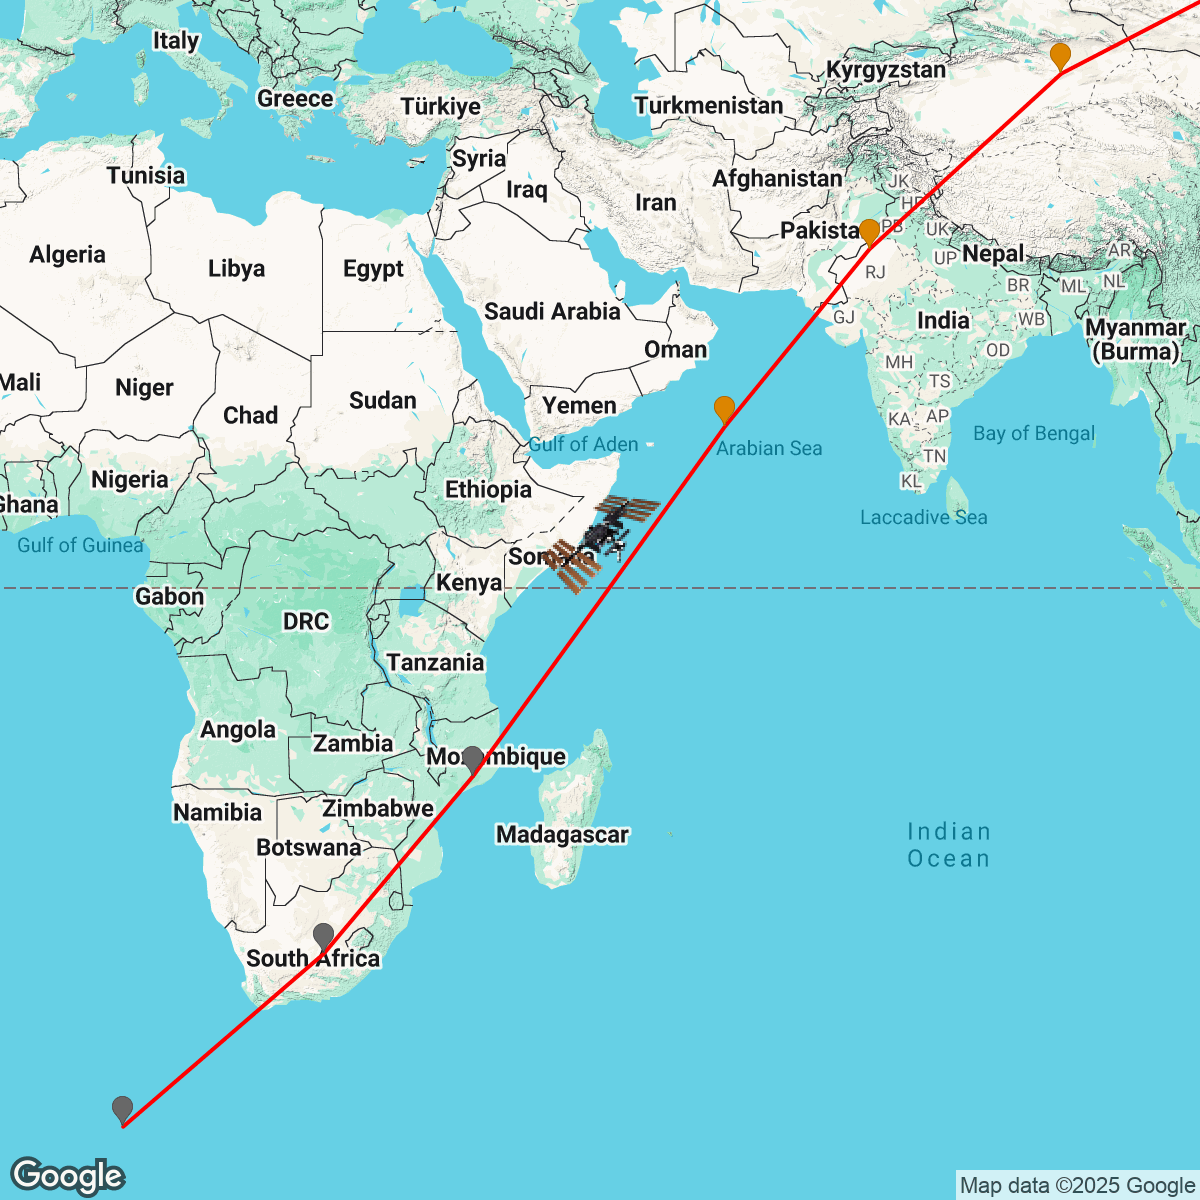 Italy
Greece
Türkiye
Turkmenistan
Kyrgyzstan
Tunisia
Syria
Iraq
Iran
Afghanistan
JK
HP
Algeria
Libya
Egypt
Pakista
PB
UK
Nepal
AR
UP
RJ
BR
ML
NL
Saudi Arabia
GJ
India
WB
Myanmar
(Burma)
Oman
OD
Mali
Niger
Chad
Sudan
Yemen
MH
TS
KA
AP
Gulf of Aden
Arabian Sea
Bay of Bengal
TN
Nigeria
Ethiopia
KL
Ghana
Laccadive Sea
Gulf of Guinea
Somalia
Kenya
Gabon
DRC
Tanzania
Angola
Zambia
Mozambique
Namibia
Zimbabwe
Botswana
Madagascar
Indian
Ocean
South Africa
Google
Map data ©2025 Google